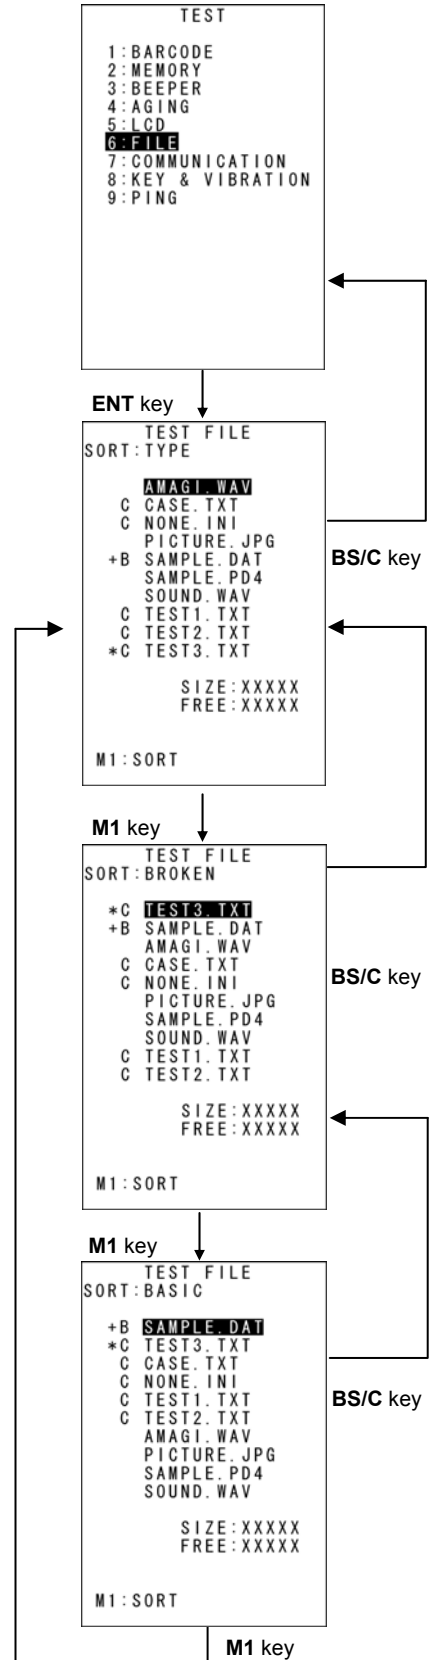 TEST
1:BARCODE
2:MEMORY
3:BEEPER
4:AGING
5:LCD
6:FILE
7:COMMUNICATION
8:KEY & VIBRATION
9:PING
ENT key
TEST FILE
SORT:TYPE
AMAGI.WAV
C CASE.TXT
C NONE.INI
PICTURE.JPG
+B SAMPLE.DAT
SAMPLE.PD4
SOUND.WAV
C TEST1.TXT
C TEST2.TXT
*C TEST3.TXT
SIZE:XXXXX
FREE:XXXXX
M1:SORT
BS/C key
M1 key
TEST FILE
SORT:BROKEN
*C TEST3.TXT
+B SAMPLE.DAT
AMAGI.WAV
C CASE.TXT
C NONE.INI
PICTURE.JPG
SAMPLE.PD4
SOUND.WAV
C TEST1.TXT
C TEST2.TXT
SIZE:XXXXX
FREE:XXXXX
M1:SORT
BS/C key
M1 key
TEST FILE
SORT:BASIC
+B SAMPLE.DAT
*C TEST3.TXT
C CASE.TXT
C NONE.INI
C TEST1.TXT
C TEST2.TXT
AMAGI.WAV
PICTURE.JPG
SAMPLE.PD4
SOUND.WAV
SIZE:XXXXX
FREE:XXXXX
M1:SORT
BS/C key
M1 key